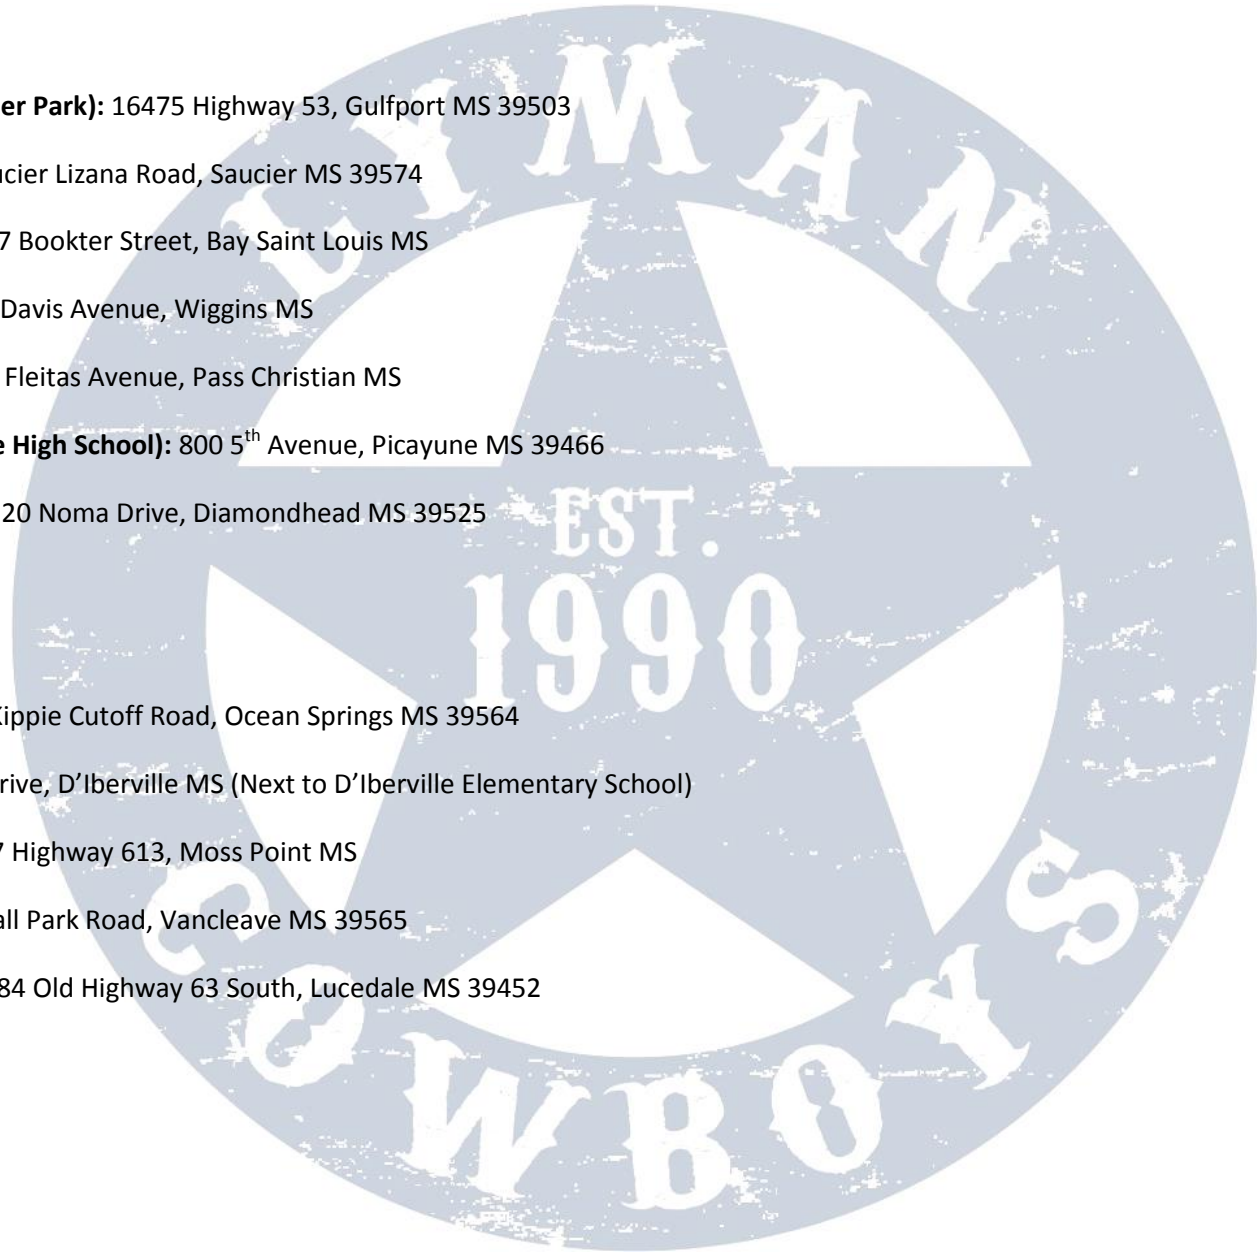 er Park): 16475 Highway 53, Gulfport MS 39503
ucier Lizana Road, Saucier MS 39574
7 Bookter Street, Bay Saint Louis MS
Davis Avenue, Wiggins MS
Fleitas Avenue, Pass Christian MS
e High School): 800 5th Avenue, Picayune MS 39466
20 Noma Drive, Diamondhead MS 39525
Kippie Cutoff Road, Ocean Springs MS 39564
rive, D’Iberville MS (Next to D’Iberville Elementary School)
7 Highway 613, Moss Point MS
all Park Road, Vancleave MS 39565
84 Old Highway 63 South, Lucedale MS 39452
LYMAN
EST.
1990
COWBOYS